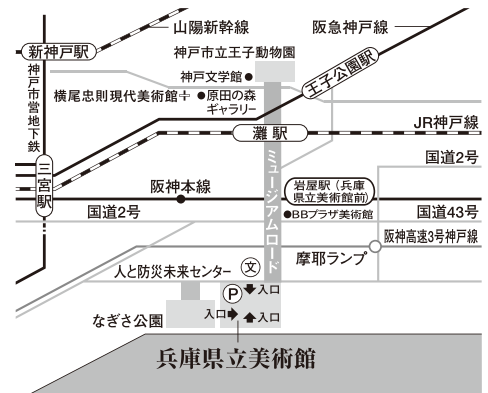 山陽新幹線
阪急神戸線
新神戸駅
神戸市立王子動物園
神戸文学館
王子公園駅
横尾忠則現代美術館
原田の森
ギャラリー
神戸市営地下鉄
灘駅
JR神戸線
ミュージアムロード
国道2号
三宮駅
阪神本線
岩屋駅（兵庫
県立美術館前）
BBプラザ美術館
国道2号
国道43号
阪神高速3号神戸線
摩耶ランプ
人と防災未来センター
文
P
入口
入口
入口
なぎさ公園
兵庫県立美術館